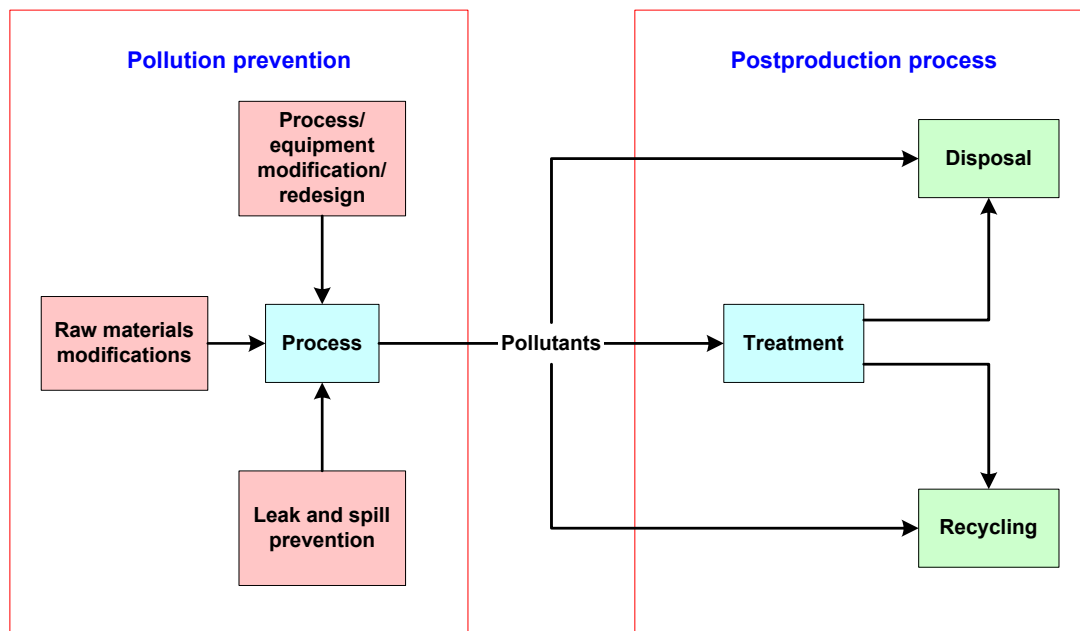 Pollution prevention
Process/
equipment
modification/
redesign
Raw materials
modifications
Process
Leak and spill
prevention
Pollutants
Postproduction process
Disposal
Treatment
Recycling